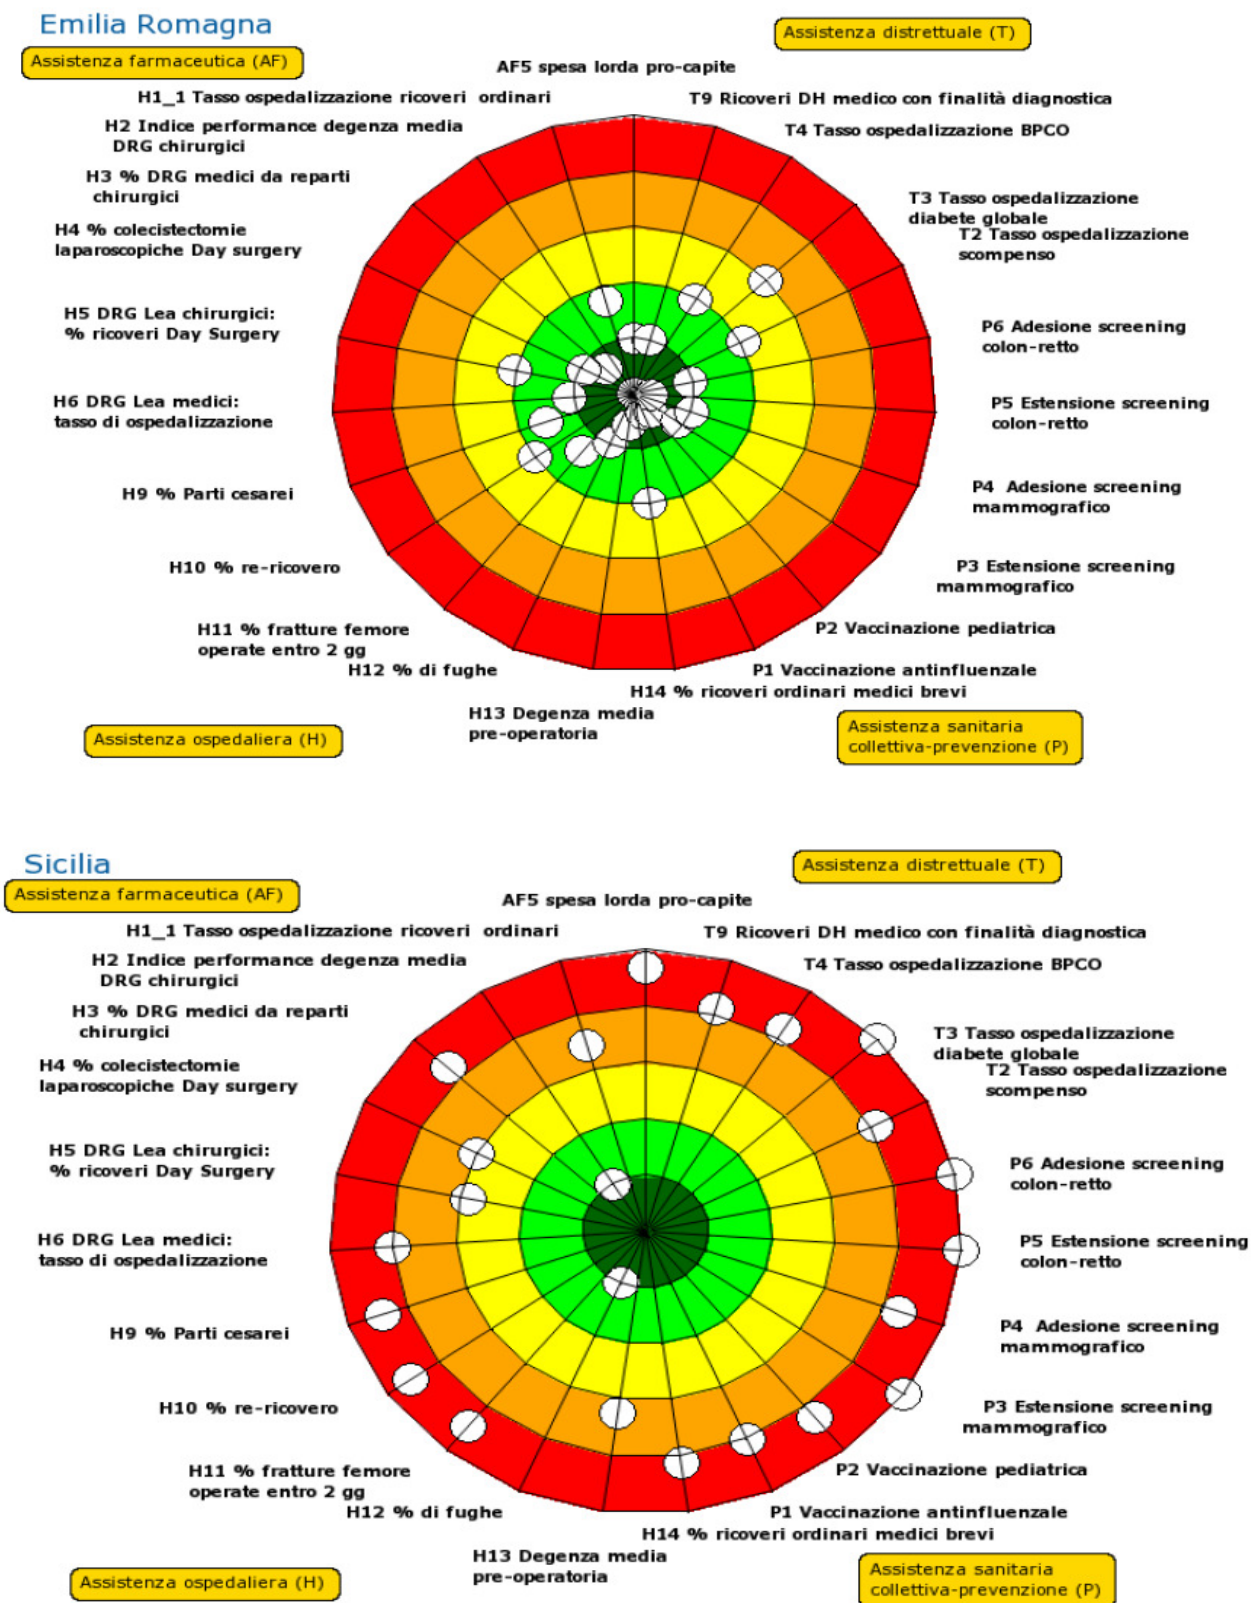 Emilia Romagna
Assistenza distrettuale (T)
Assistenza farmaceutica (AF)
AF5 spesa lorda pro-capite
H1_1 Tasso ospedalizzazione ricoveri ordinari
T9 Ricoveri DH medico con finalità diagnostica
H2 Indice performance degenza media
DRG chirurgici
T4 Tasso ospedalizzazione BPCO
H3 % DRG medici da reparti
chirurgici
T3 Tasso ospedalizzazione
diabete globale
H4 % colecistectomie
laparoscopiche Day surgery
T2 Tasso ospedalizzazione
scompenso
H5 DRG Lea chirurgici:
% ricoveri Day Surgery
P6 Adesione screening
colon-retto
H6 DRG Lea medici:
tasso di ospedalizzazione
P5 Estensione screening
colon-retto
H9 % Parti cesarei
P4 Adesione screening
mammografico
H10 % re-ricovero
P3 Estensione screening
mammografico
H11 % fratture femore
operate entro 2 gg
P2 Vaccinazione pediatrica
H12 % di fughe
P1 Vaccinazione antinfluenzale
H14 % ricoveri ordinari medici brevi
H13 Degenza media
pre-operatoria
Assistenza ospedaliera (H)
Assistenza sanitaria
collettiva-prevenzione (P)
Sicilia
Assistenza distrettuale (T)
Assistenza farmaceutica (AF)
AF5 spesa lorda pro-capite
H1_1 Tasso ospedalizzazione ricoveri ordinari
T9 Ricoveri DH medico con finalità diagnostica
H2 Indice performance degenza media
DRG chirurgici
T4 Tasso ospedalizzazione BPCO
H3 % DRG medici da reparti
chirurgici
T3 Tasso ospedalizzazione
diabete globale
H4 % colecistectomie
laparoscopiche Day surgery
T2 Tasso ospedalizzazione
scompenso
H5 DRG Lea chirurgici:
% ricoveri Day Surgery
P6 Adesione screening
colon-retto
H6 DRG Lea medici:
tasso di ospedalizzazione
P5 Estensione screening
colon-retto
H9 % Parti cesarei
P4 Adesione screening
mammografico
H10 % re-ricovero
P3 Estensione screening
mammografico
H11 % fratture femore
operate entro 2 gg
P2 Vaccinazione pediatrica
H12 % di fughe
P1 Vaccinazione antinfluenzale
H14 % ricoveri ordinari medici brevi
H13 Degenza media
pre-operatoria
Assistenza ospedaliera (H)
Assistenza sanitaria
collettiva-prevenzione (P)